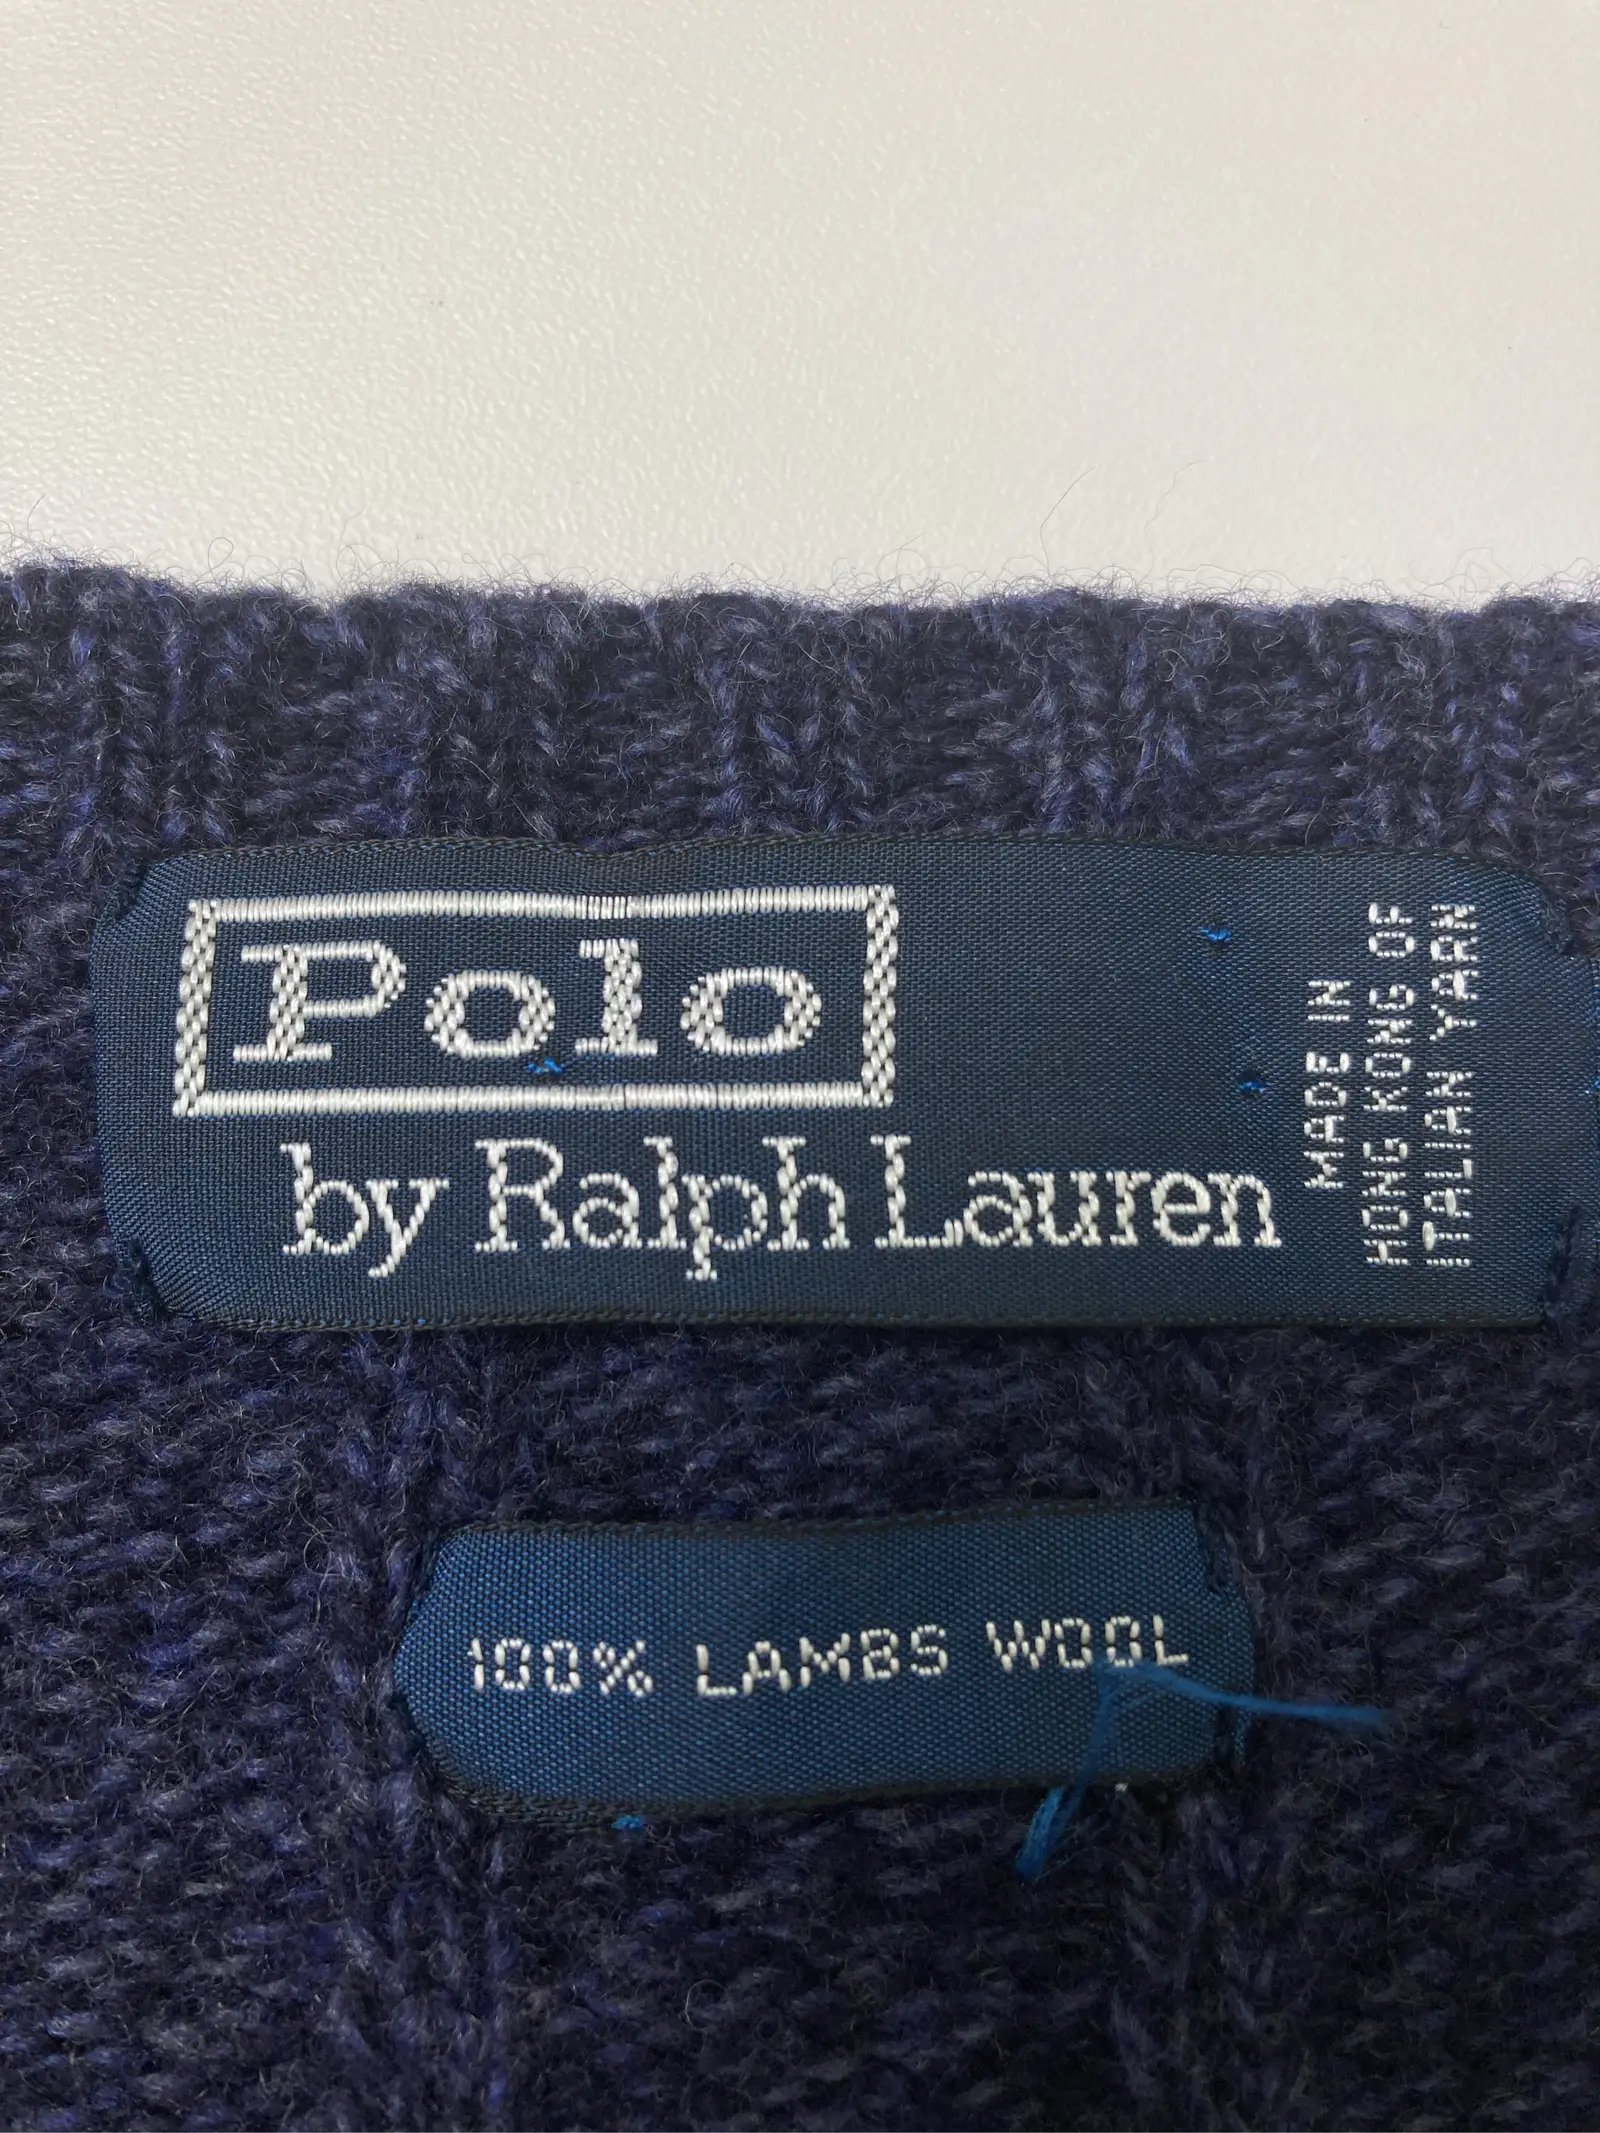 Polo
by Ralph Lauren
MADE IN
HONG KONG OF
ITALIAN YARN
100% LAMBS WOOL